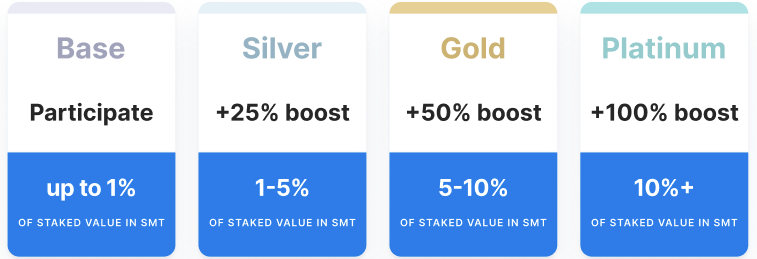 Base
Participate
up to 1%
OF STAKED VALUE IN SMT
Silver
+25% boost
1-5%
OF STAKED VALUE IN SMT
Gold
+50% boost
5-10%
OF STAKED VALUE IN SMT
Platinum
+100% boost
10%+
OF STAKED VALUE IN SMT